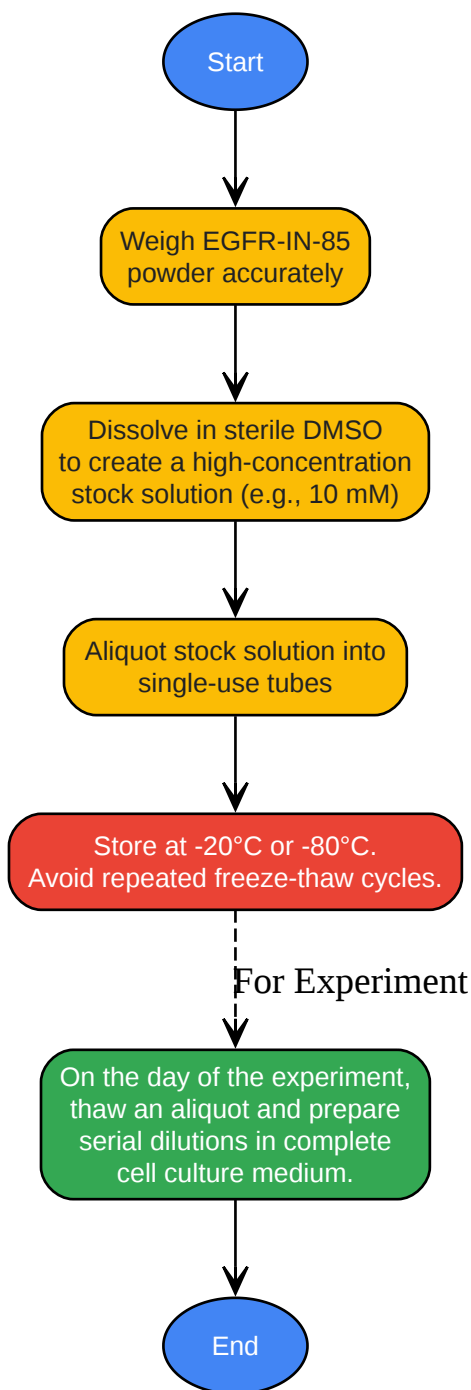 Start
Weigh EGFR-IN-85
powder accurately
Dissolve in sterile DMSO
to create a high-concentration
stock solution (e.g., 10 mM)
Aliquot stock solution into
single-use tubes
Store at -20°C or -80°C.
Avoid repeated freeze-thaw cycles.
For Experiment
On the day of the experiment,
thaw an aliquot and prepare
serial dilutions in complete
cell culture medium.
End